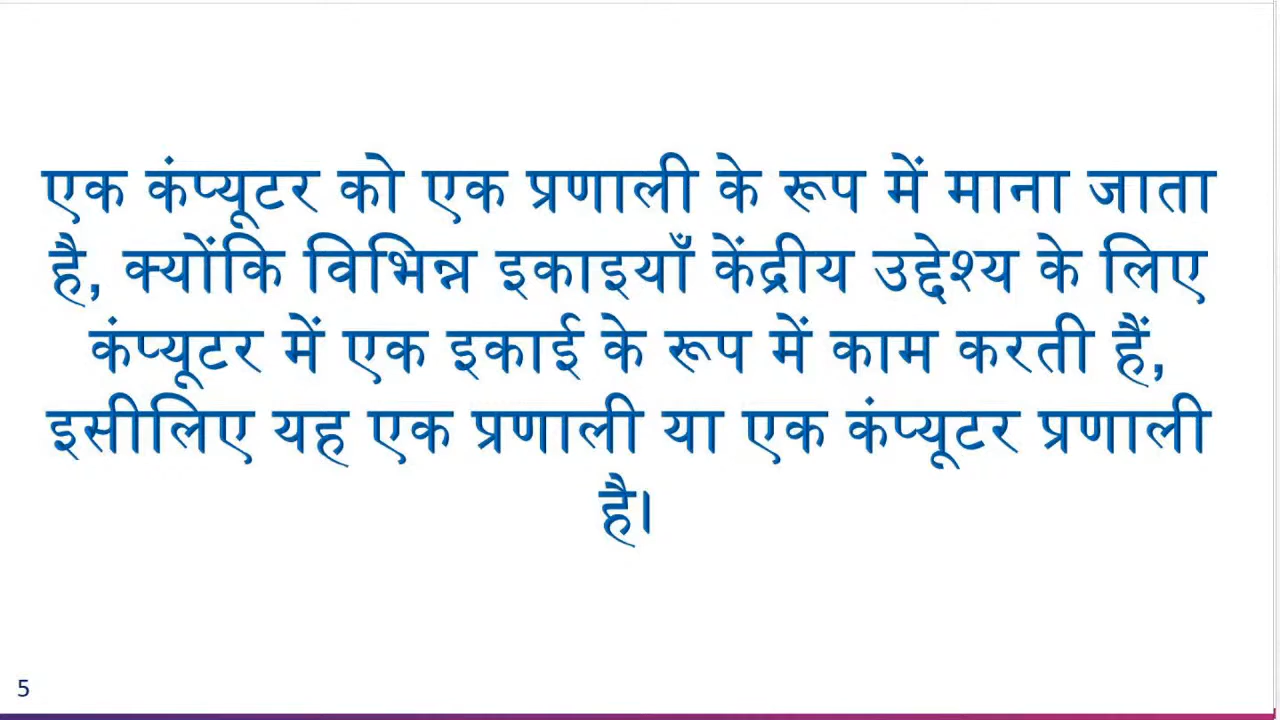 एक कंप्यूटर को एक प्रणाली के रूप में माना जाता
है, क्योंकि विभिन्न इकाइयाँ केंद्रीय उद्देश्य के लिए
कंप्यूटर में एक इकाई के रूप में काम करती हैं,
इसीलिए यह एक प्रणाली या एक कंप्यूटर प्रणाली
है।
5